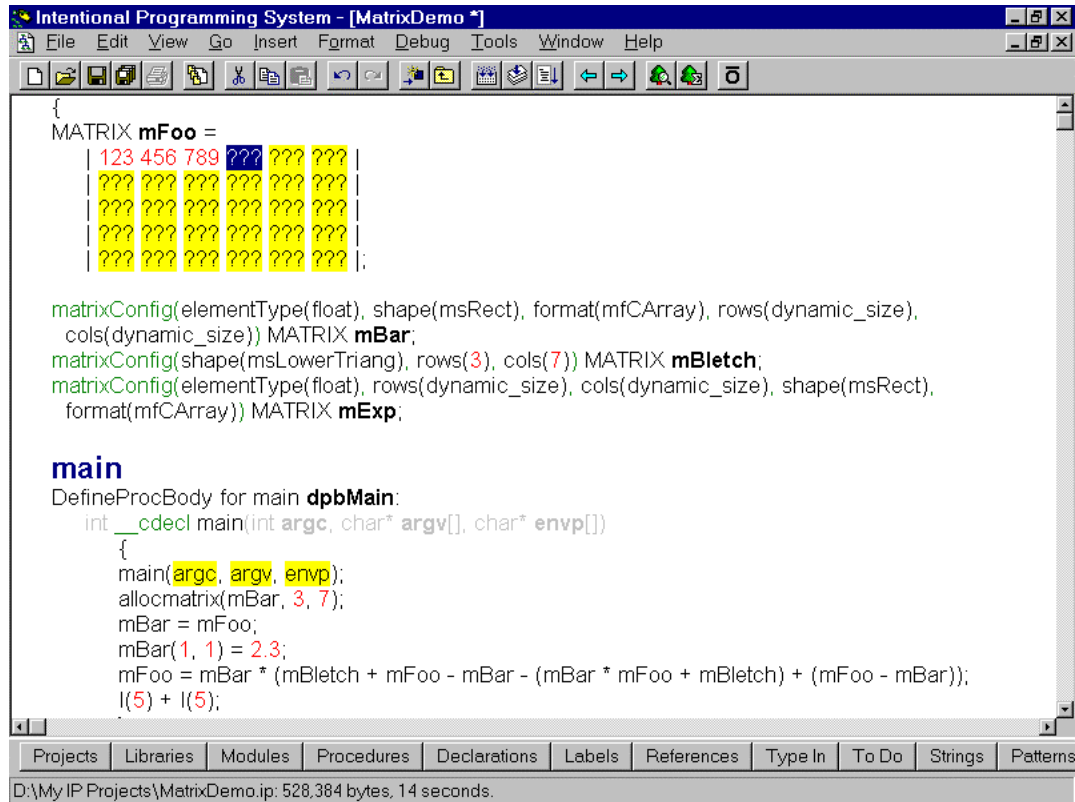 Intentional Programming System - [MatrixDemo *]
File Edit View Go Insert Format Debug Tools Window Help
{
MATRIX mFoo =
| 123 456 789 ??? ??? ??? |
| ??? ??? ??? ??? ??? ??? |
| ??? ??? ??? ??? ??? ??? |
| ??? ??? ??? ??? ??? ??? |
| ??? ??? ??? ??? ??? ??? |;
matrixConfig(elementType(float), shape(msRect), format(mfCArray), rows(dynamic_size),
cols(dynamic_size)) MATRIX mBar;
matrixConfig(shape(msLowerTriang), rows(3), cols(7)) MATRIX mBletch;
matrixConfig(elementType(float), rows(dynamic_size), cols(dynamic_size), shape(msRect),
format(mfCArray)) MATRIX mExp;
main
DefineProcBody for main dpbMain:
int __cdecl main(int argc, char* argv[], char* envp[])
{
main(argc, argv, envp);
allocmatrix(mBar, 3, 7);
mBar = mFoo;
mBar(1, 1) = 2.3;
mFoo = mBar * (mBletch + mFoo - mBar - (mBar * mFoo + mBletch) + (mFoo - mBar));
I(5) + I(5);
Projects Libraries Modules Procedures Declarations Labels References Type In To Do Strings Patterns
D:\My IP Projects\MatrixDemo.ip: 528,384 bytes, 14 seconds.